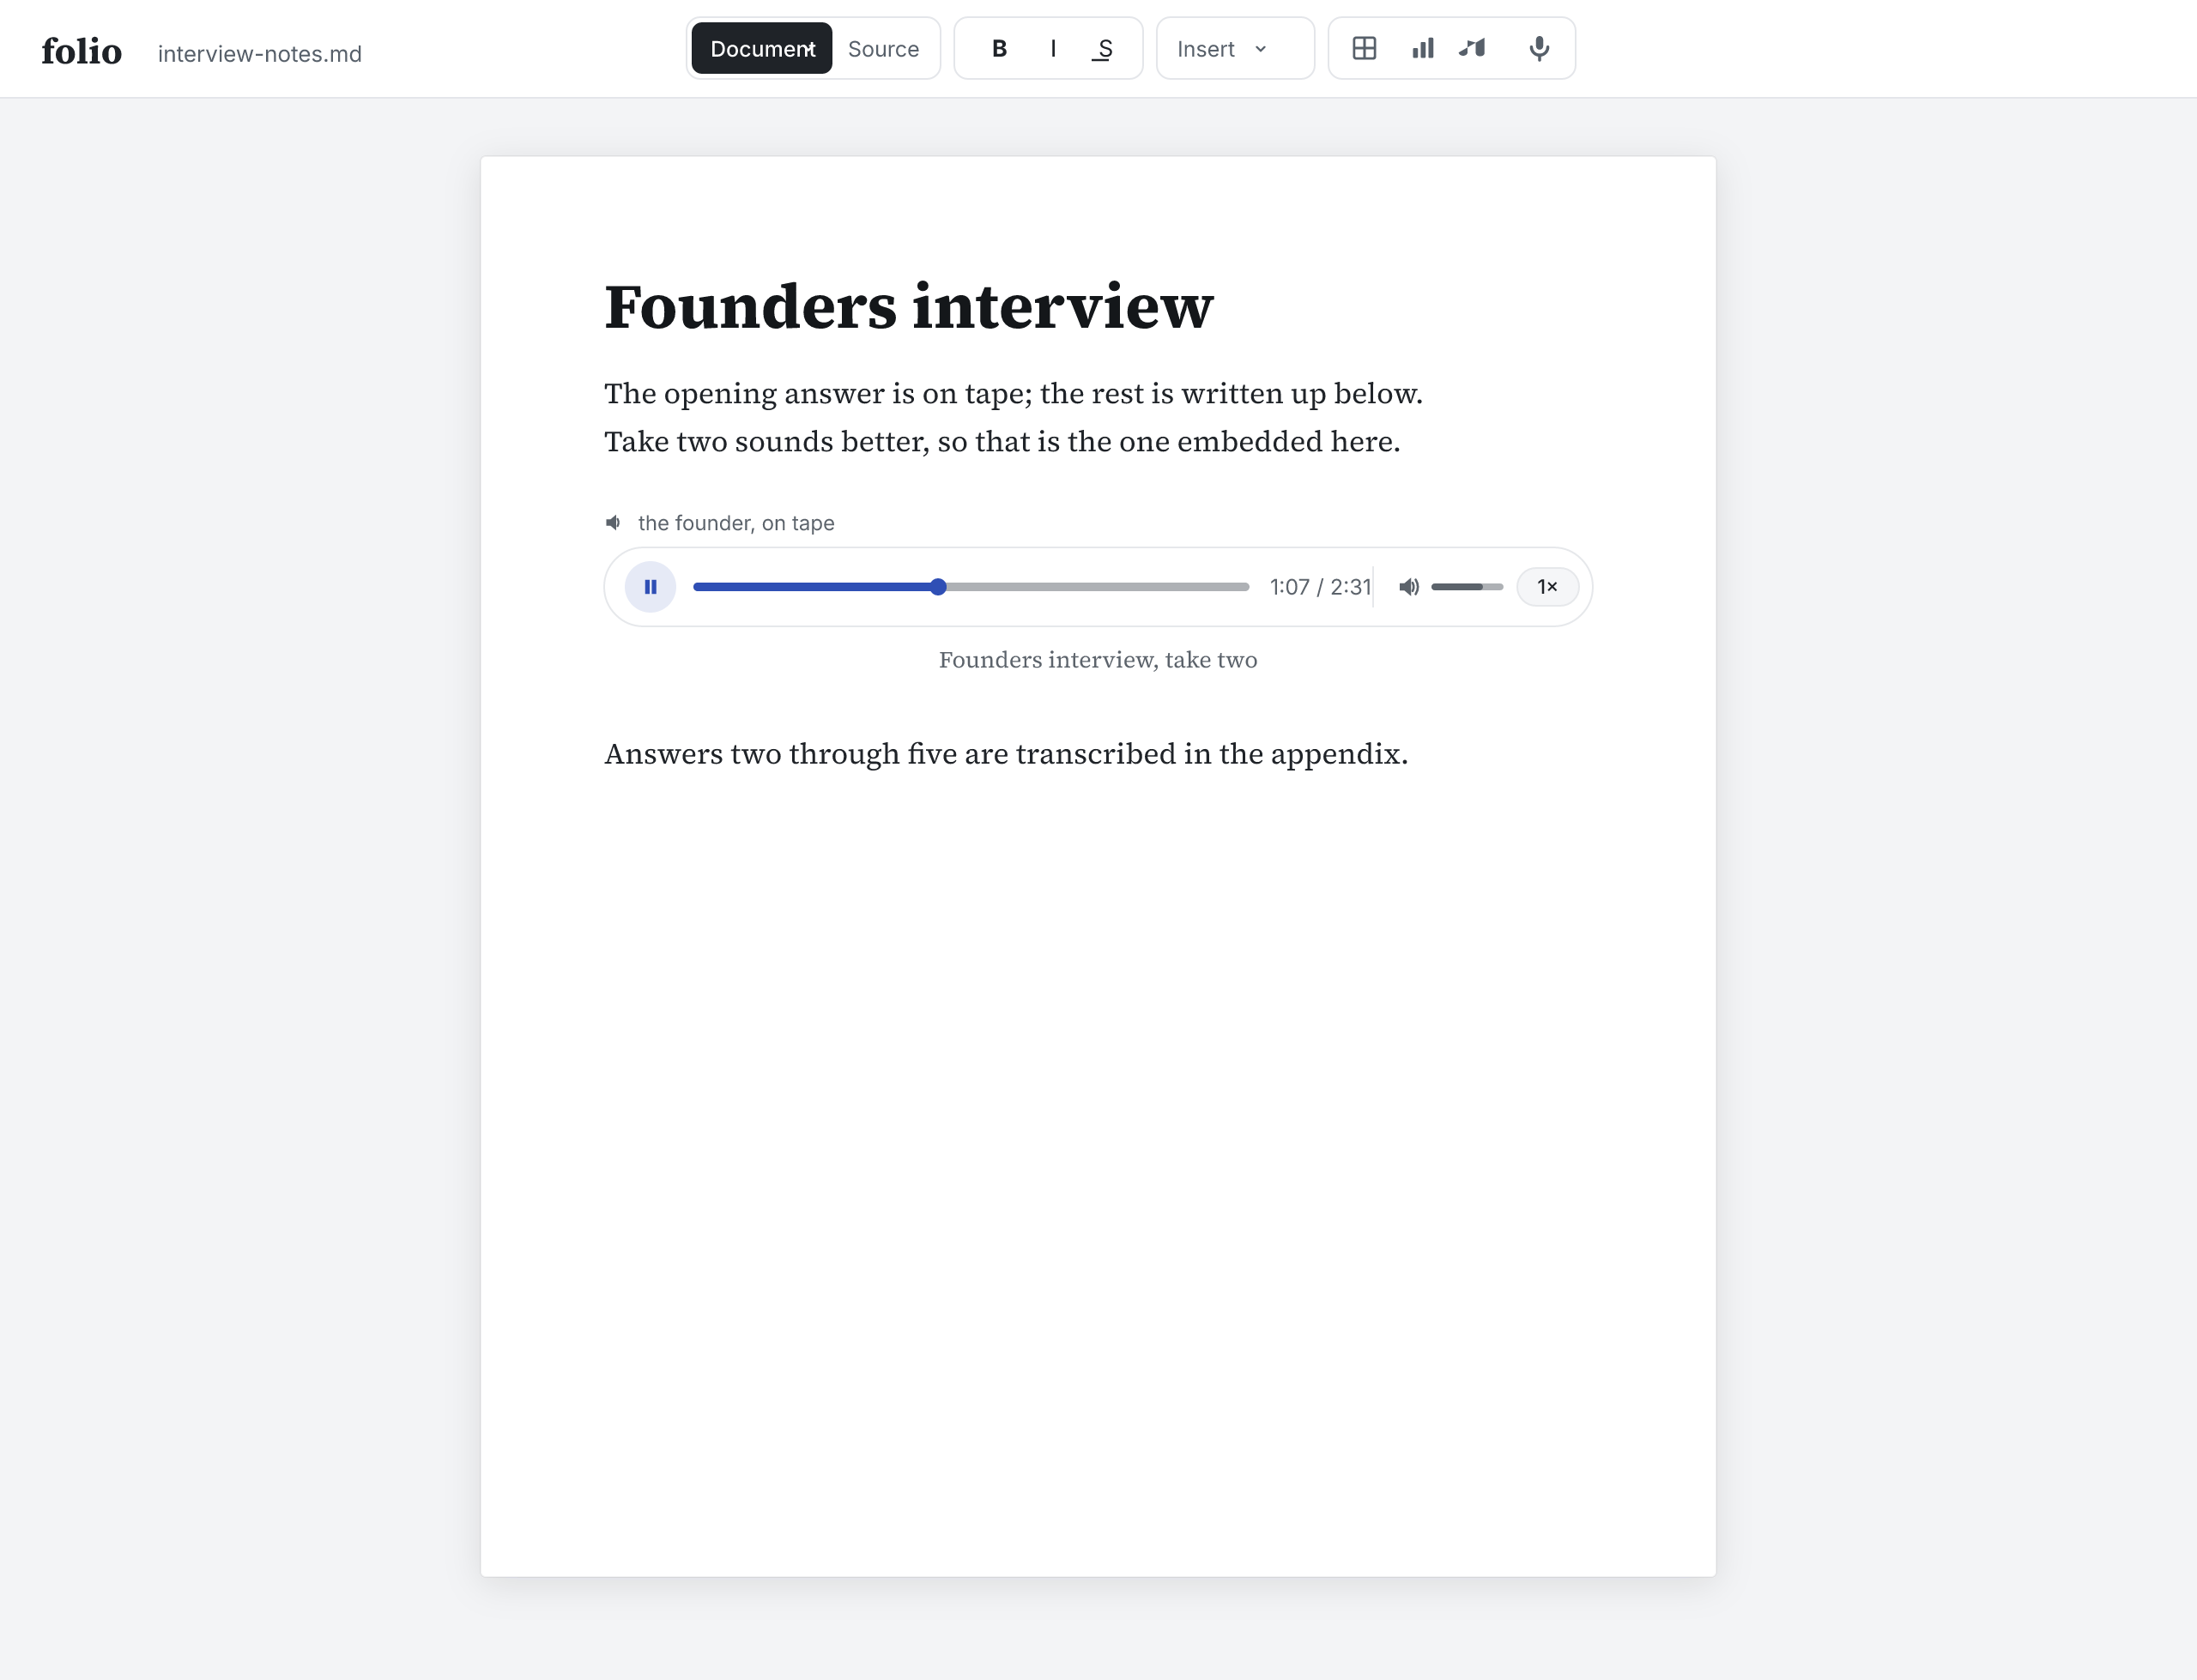 folio interview-notes.md Document Source B I S Insert
Founders interview
The opening answer is on tape; the rest is written up below.
Take two sounds better, so that is the one embedded here.
the founder, on tape
1:07 / 2:31 1×
Founders interview, take two
Answers two through five are transcribed in the appendix.